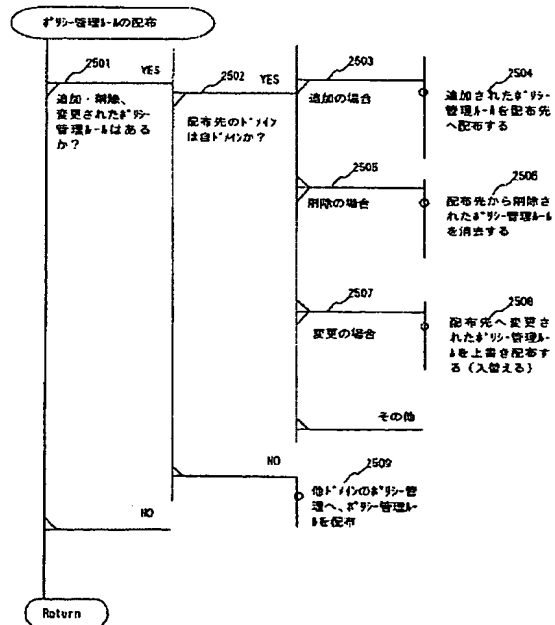 ﾎﾟﾘｼｰ管理ﾙｰﾙの配布
2501
YES
追加・削除、
変更されたﾎﾟﾘｼｰ
管理ﾙｰﾙはある
か？
2502
YES
配布先のﾄﾞﾒｲﾝ
は自ﾄﾞﾒｲﾝか？
2503
追加の場合
2504
追加されたﾎﾟﾘｼｰ
管理ﾙｰﾙを配布先
へ配布する
2505
削除の場合
2506
配布先から削除さ
れたﾎﾟﾘｼｰ管理ﾙｰﾙ
を消去する
2507
変更の場合
2508
配布先へ変更さ
れたﾎﾟﾘｼｰ管理ﾙｰ
ﾙを上書き配布す
る（入替える）
その他
NO
2509
他ﾄﾞﾒｲﾝのﾎﾟﾘｼｰ管
理へ、ﾎﾟﾘｼｰ管理ﾙｰ
ﾙを配布
NO
Return